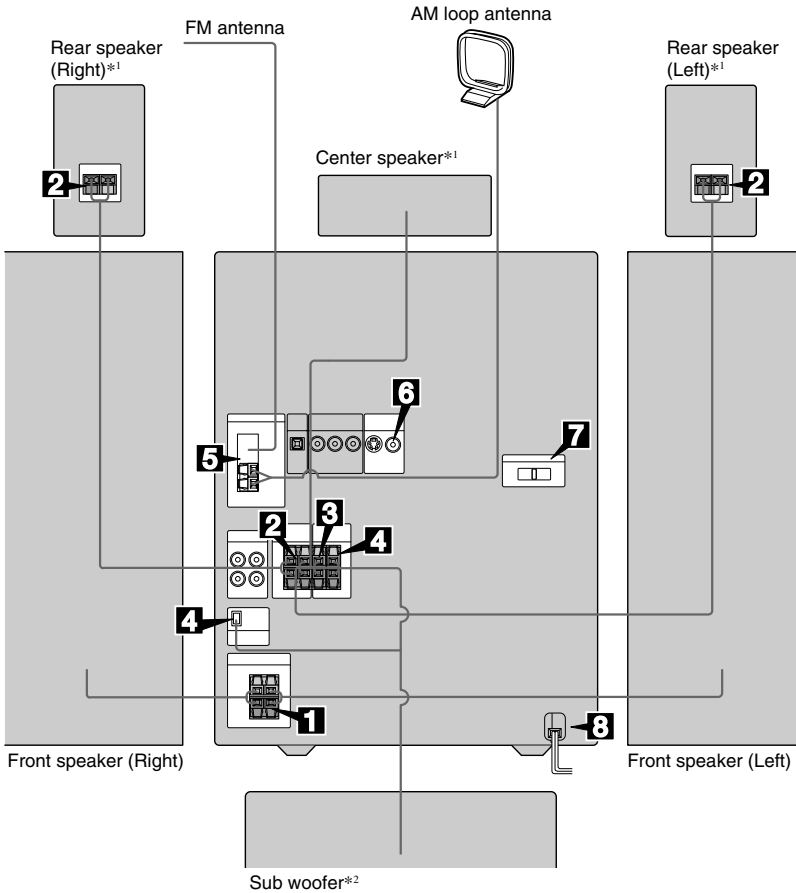 AM loop antenna
FM antenna
Rear speaker
(Right)*1
Rear speaker
(Left)*1
Center speaker*1
2
2
6
7
5
2
3
4
4
1
8
Front speaker (Right)
Front speaker (Left)
Sub woofer*2